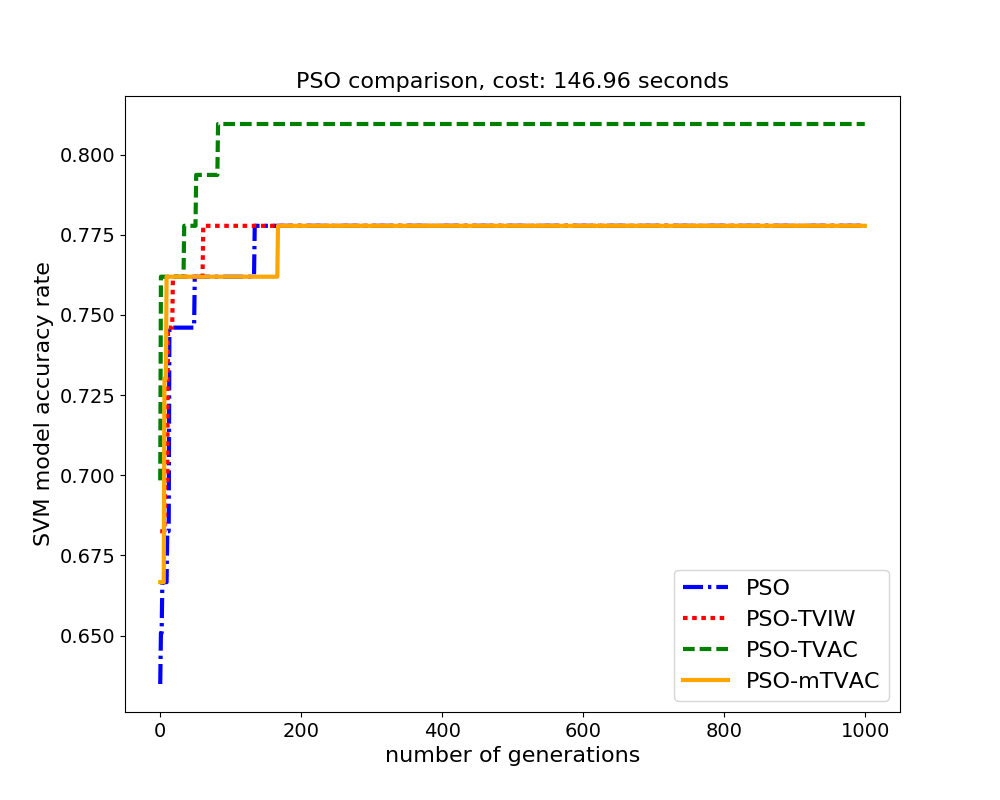 PSO comparison, cost: 146.96 seconds
SVM model accuracy rate
0.800
0.775
0.750
0.725
0.700
0.675
0.650
0 200 400 600 800 1000
number of generations
PSO
PSO-TVIW
PSO-TVAC
PSO-mTVAC